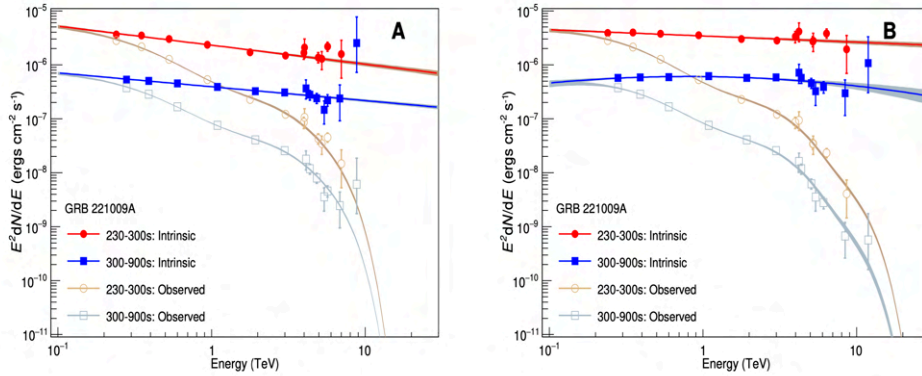 A
E² dN/dE (ergs cm⁻² s⁻¹)
10⁻⁵
10⁻⁶
10⁻⁷
10⁻⁸
10⁻⁹
10⁻¹⁰
10⁻¹¹
GRB 221009A
230-300s: Intrinsic
300-900s: Intrinsic
230-300s: Observed
300-900s: Observed
10⁻¹ 1 10
Energy (TeV)
B
E² dN/dE (ergs cm⁻² s⁻¹)
10⁻⁵
10⁻⁶
10⁻⁷
10⁻⁸
10⁻⁹
10⁻¹⁰
10⁻¹¹
GRB 221009A
230-300s: Intrinsic
300-900s: Intrinsic
230-300s: Observed
300-900s: Observed
10⁻¹ 1 10
Energy (TeV)